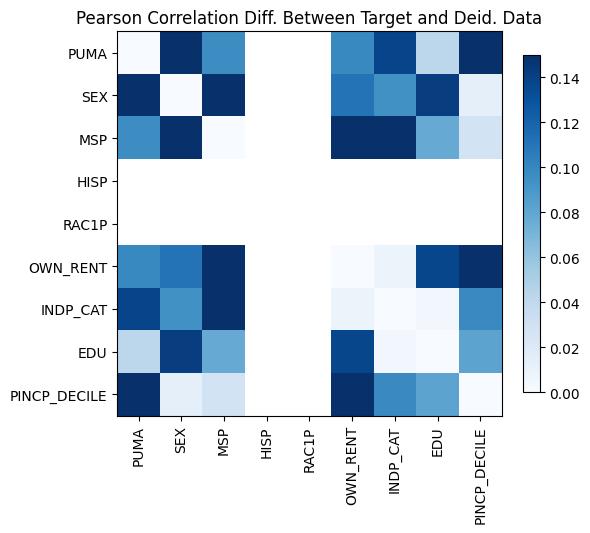 Pearson Correlation Diff. Between Target and Deid. Data
PUMA
SEX
MSP
HISP
RAC1P
OWN_RENT
INDP_CAT
EDU
PINCP_DECILE
PUMA
SEX
MSP
HISP
RAC1P
OWN_RENT
INDP_CAT
EDU
PINCP_DECILE
0.14
0.12
0.10
0.08
0.06
0.04
0.02
0.00